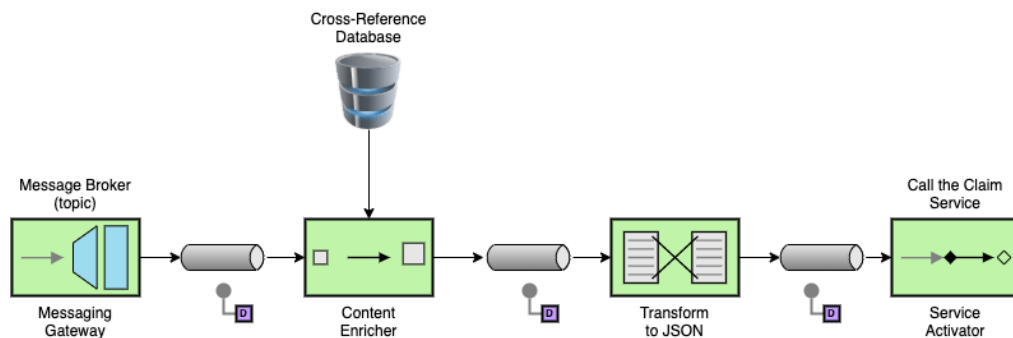 Cross-Reference
Database
Message Broker
(topic)
Call the Claim
Service
D
D
D
Messaging
Gateway
Content
Enricher
Transform
to JSON
Service
Activator